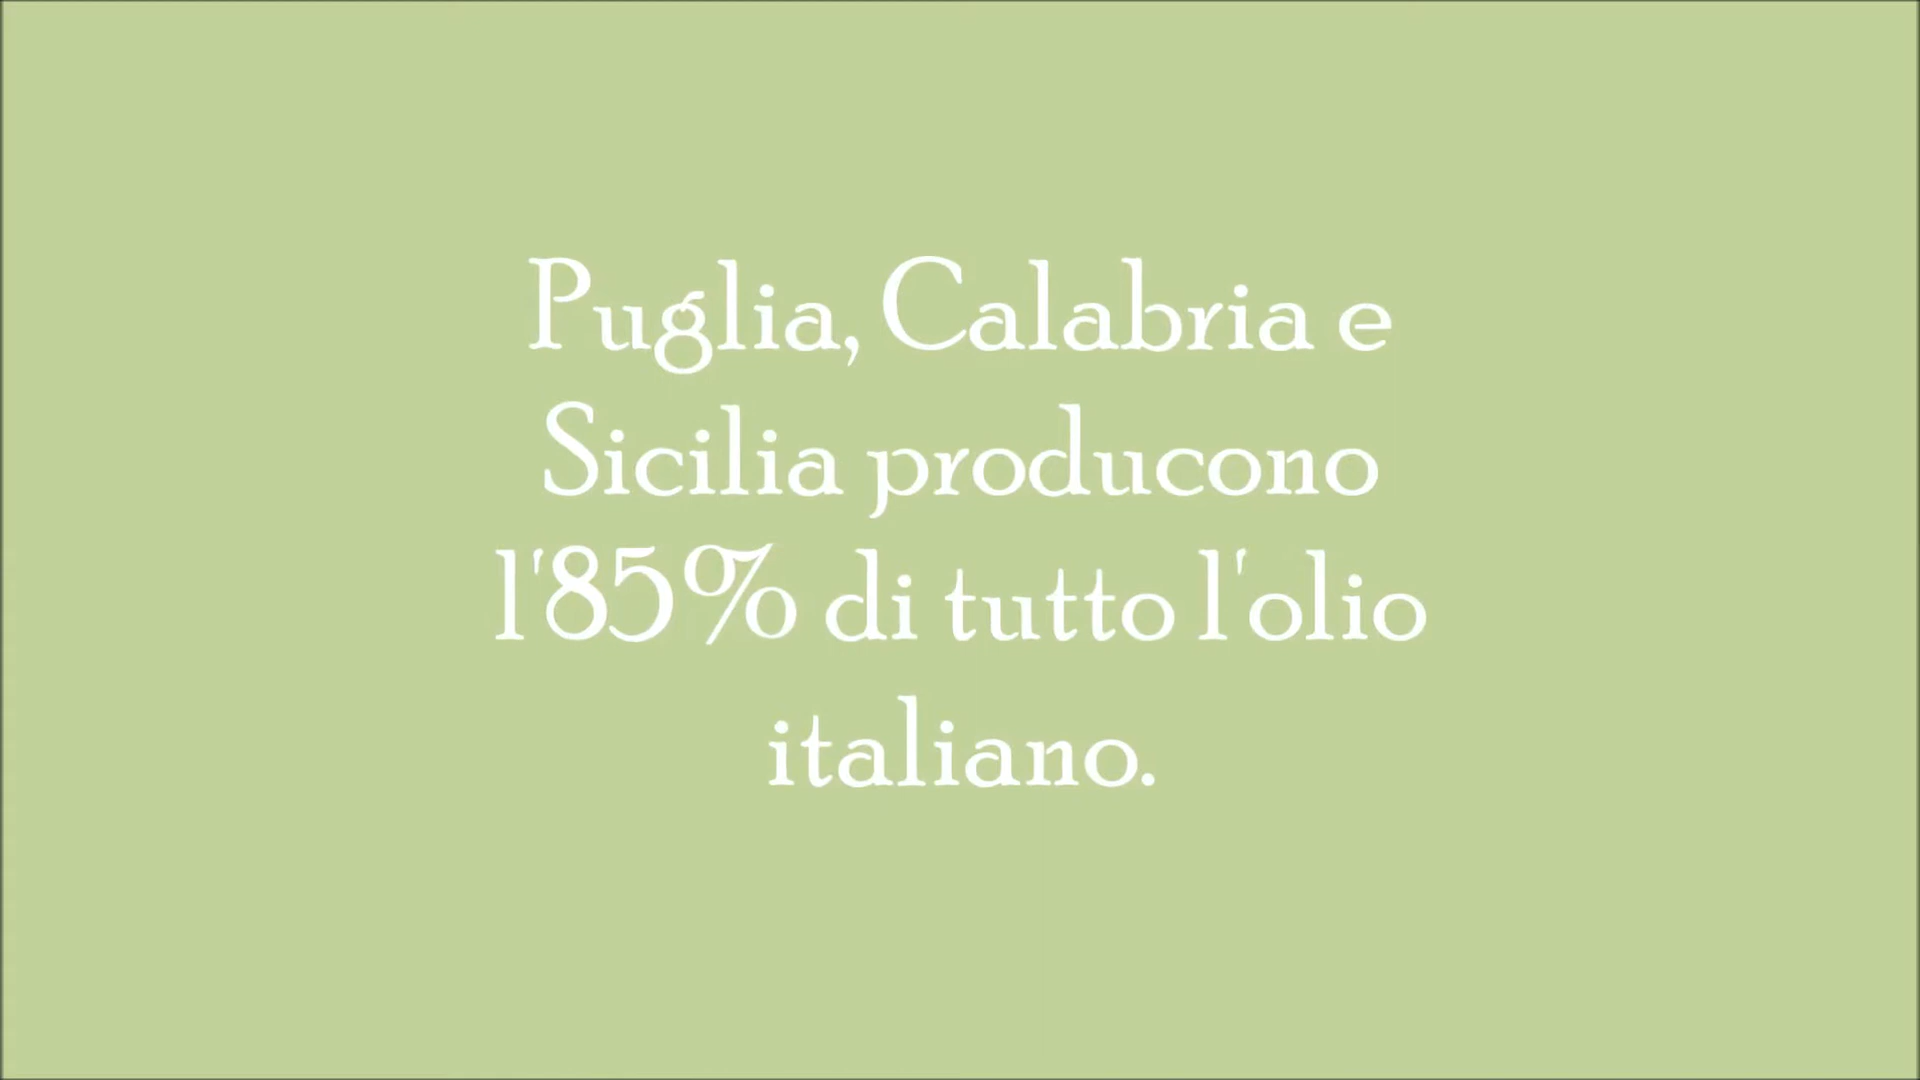 Puglia, Calabria e
Sicilia producono
l'85% di tutto l'olio
italiano.